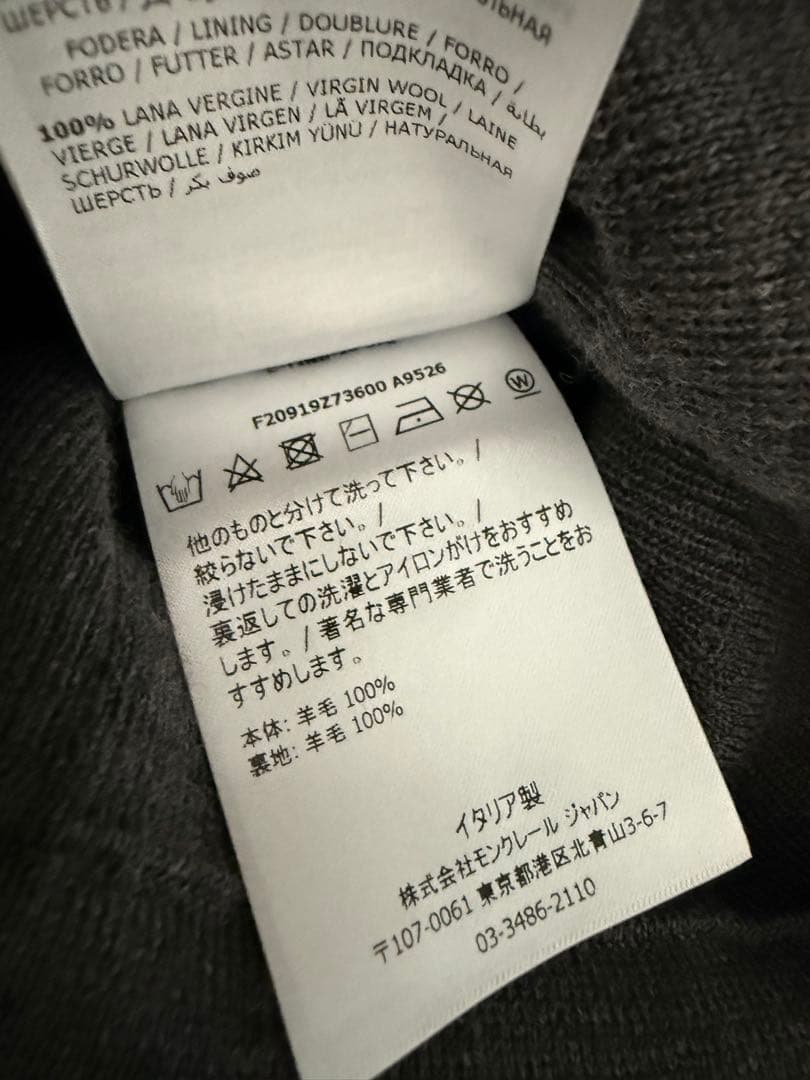 ШЕРСТЬ /
ЛЬНАЯ
FODERA / LINING / DOUBLURE / FORRO /
FORRO / FUTTER / ASTAR / ПОДКЛАДКА / بطانة
100% LANA VERGINE / VIRGIN WOOL / LAINE
VIERGE / LANA VIRGEN / LÃ VIRGEM /
SCHURWOLLE / KIRKIM YÜNÜ / НАТУРАЛЬНАЯ
ШЕРСТЬ / صوف بكر
F20919Z73600 A9526
W
他のものと分けて洗って下さい。/
絞らないで下さい。/
浸けたままにしないで下さい。/
裏返しての洗濯とアイロンがけをおすすめ
します。/ 著名な専門業者で洗うことをお
すすめします。
本体: 羊毛 100%
裏地: 羊毛 100%
イタリア製
株式会社モンクレール ジャパン
〒107-0061 東京都港区北青山3-6-7
03-3486-2110